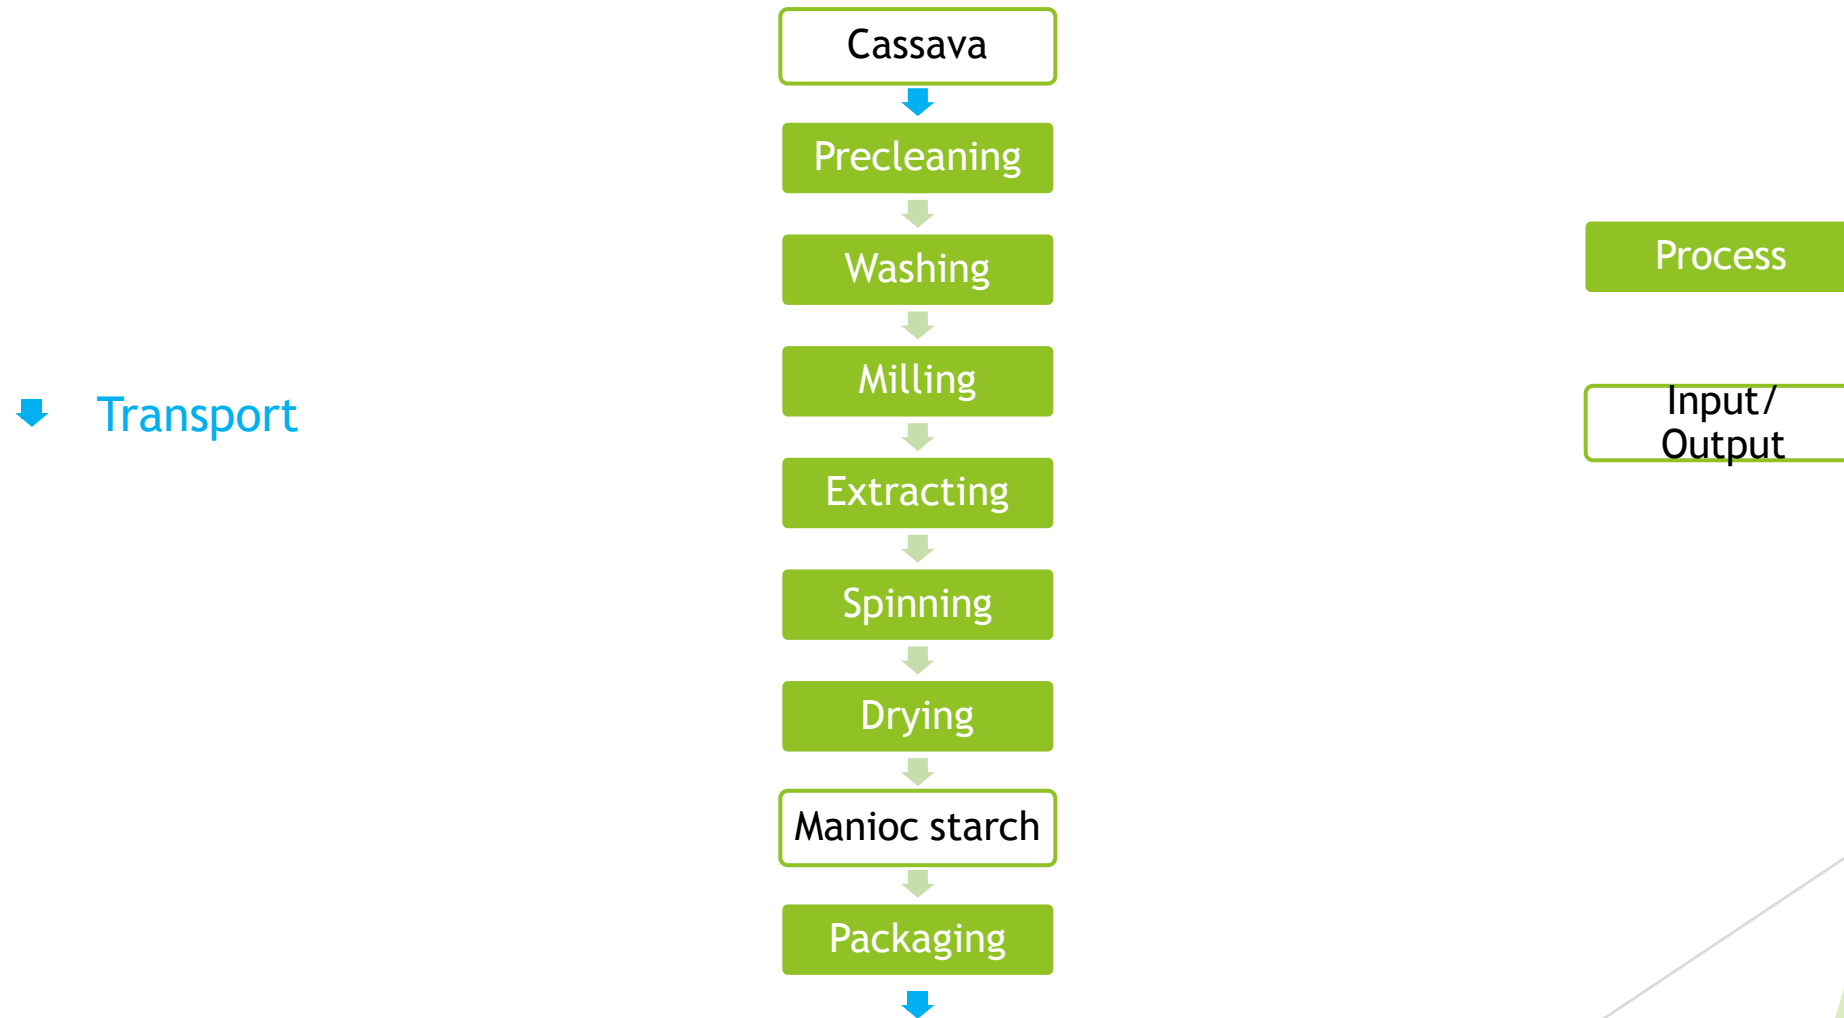 Cassava
Precleaning
Washing
Milling
Extracting
Spinning
Drying
Manioc starch
Packaging
Transport
Process
Input/
Output